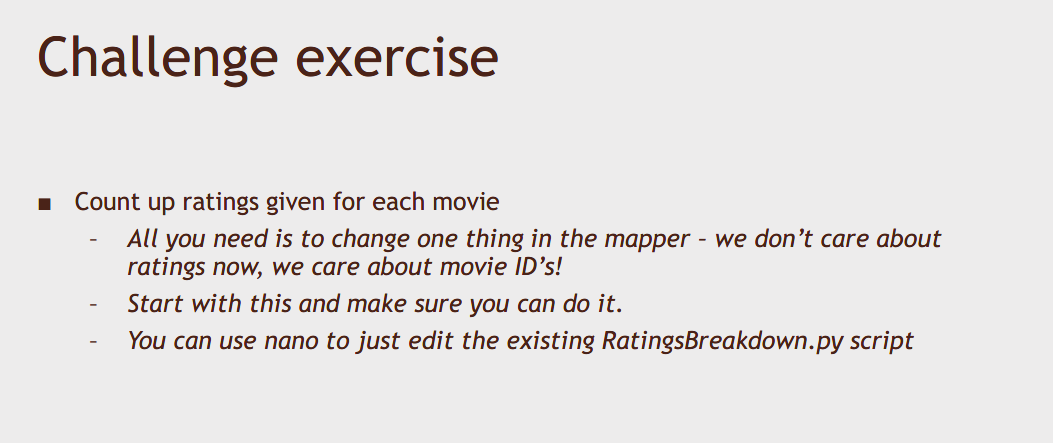 Challenge exercise
▪ Count up ratings given for each movie
– All you need is to change one thing in the mapper – we don’t care about
ratings now, we care about movie ID’s!
– Start with this and make sure you can do it.
– You can use nano to just edit the existing RatingsBreakdown.py script